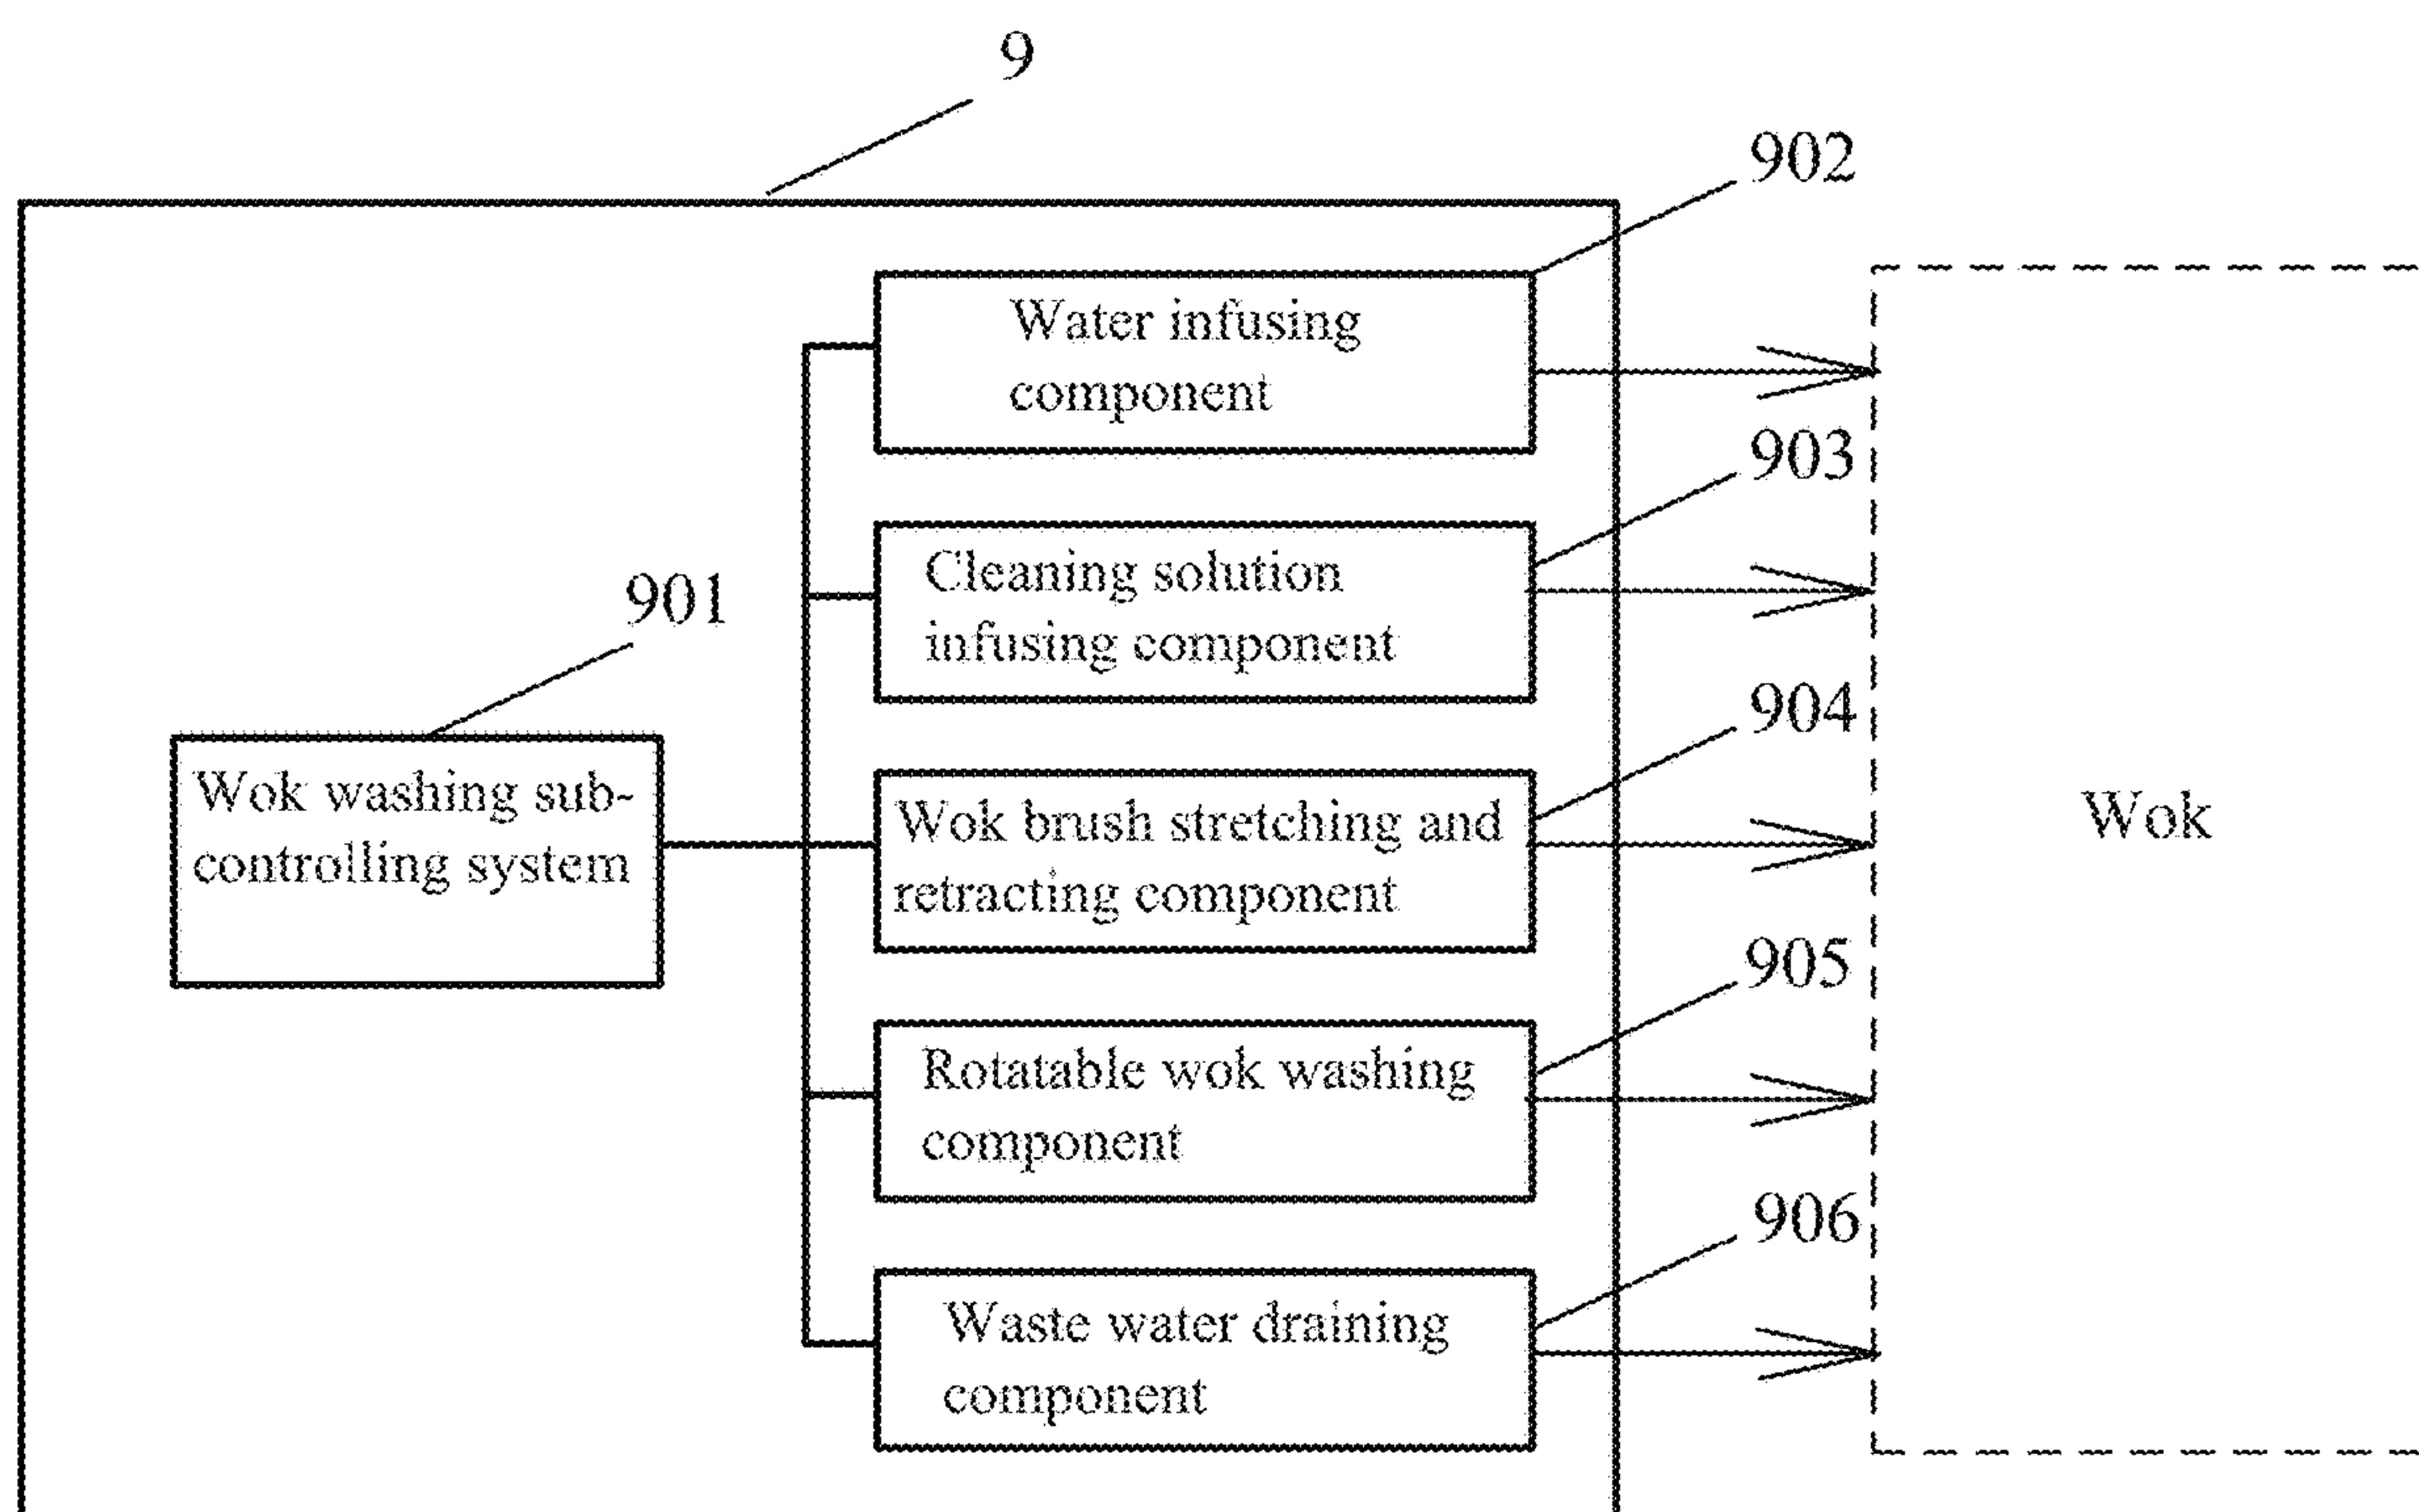 9
902
Water infusing
component
903
Cleaning solution
infusing component
901
904
Wok washing sub-
controlling system
Wok brush stretching and
retracting component
Wok
905
Rotatable wok washing
component
906
Waste water draining
component